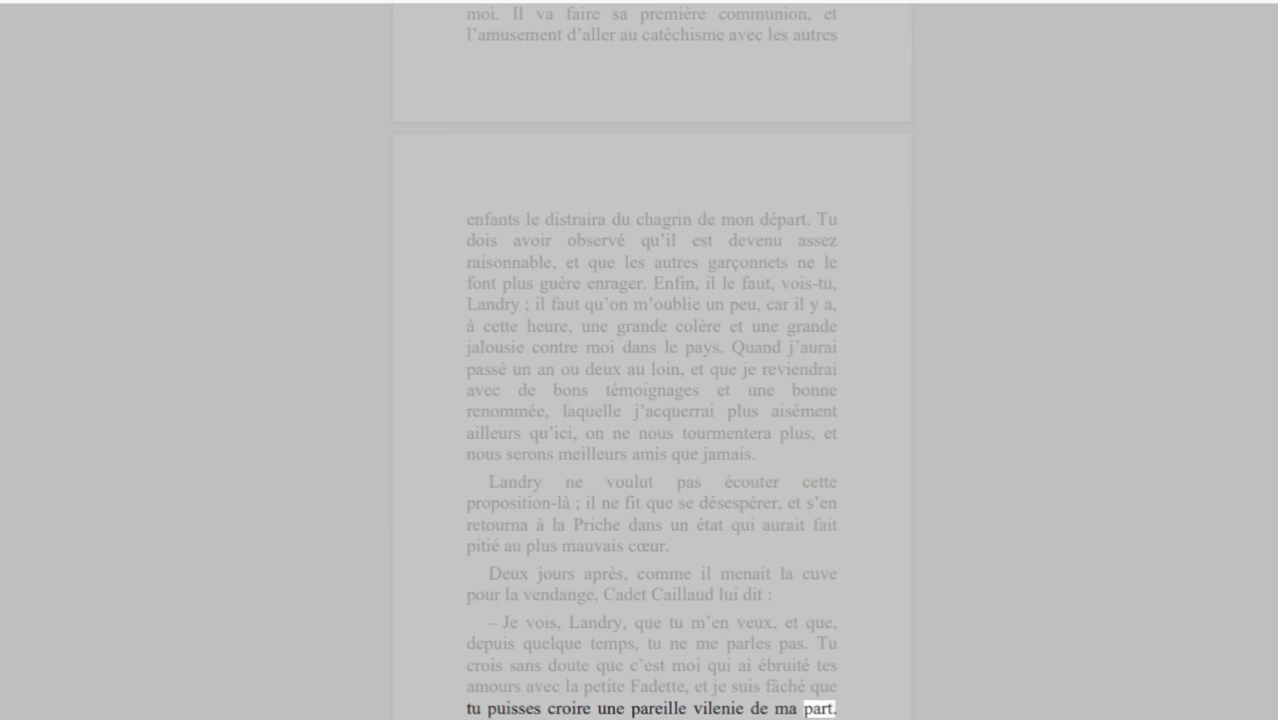 moi. Il va faire sa première communion, et
l’amusement d’aller au catéchisme avec les autres
enfants le distraira du chagrin de mon départ. Tu
dois avoir observé qu’il est devenu assez
raisonnable, et que les autres garçonnets ne le
font plus guère enrager. Enfin, il le faut, vois-tu,
Landry ; il faut qu’on m’oublie un peu, car il y a,
à cette heure, une grande colère et une grande
jalousie contre moi dans le pays. Quand j’aurai
passé un an ou deux au loin, et que je reviendrai
avec de bons témoignages et une bonne
renommée, laquelle j’acquerrai plus aisément
ailleurs qu’ici, on ne nous tourmentera plus, et
nous serons meilleurs amis que jamais.
Landry ne voulut pas écouter cette
proposition-là ; il ne fit que se désespérer, et s’en
retourna à la Priche dans un état qui aurait fait
pitié au plus mauvais cœur.
Deux jours après, comme il menait la cuve
pour la vendange, Cadet Caillaud lui dit :
– Je vois, Landry, que tu m’en veux, et que,
depuis quelque temps, tu ne me parles pas. Tu
crois sans doute que c’est moi qui ai ébruité tes
amours avec la petite Fadette, et je suis fâché que
tu puisses croire une pareille vilenie de ma part.